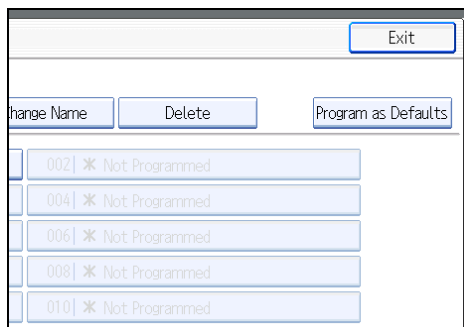 Exit
Change Name Delete Program as Defaults
002 ✱ Not Programmed
004 ✱ Not Programmed
006 ✱ Not Programmed
008 ✱ Not Programmed
010 ✱ Not Programmed